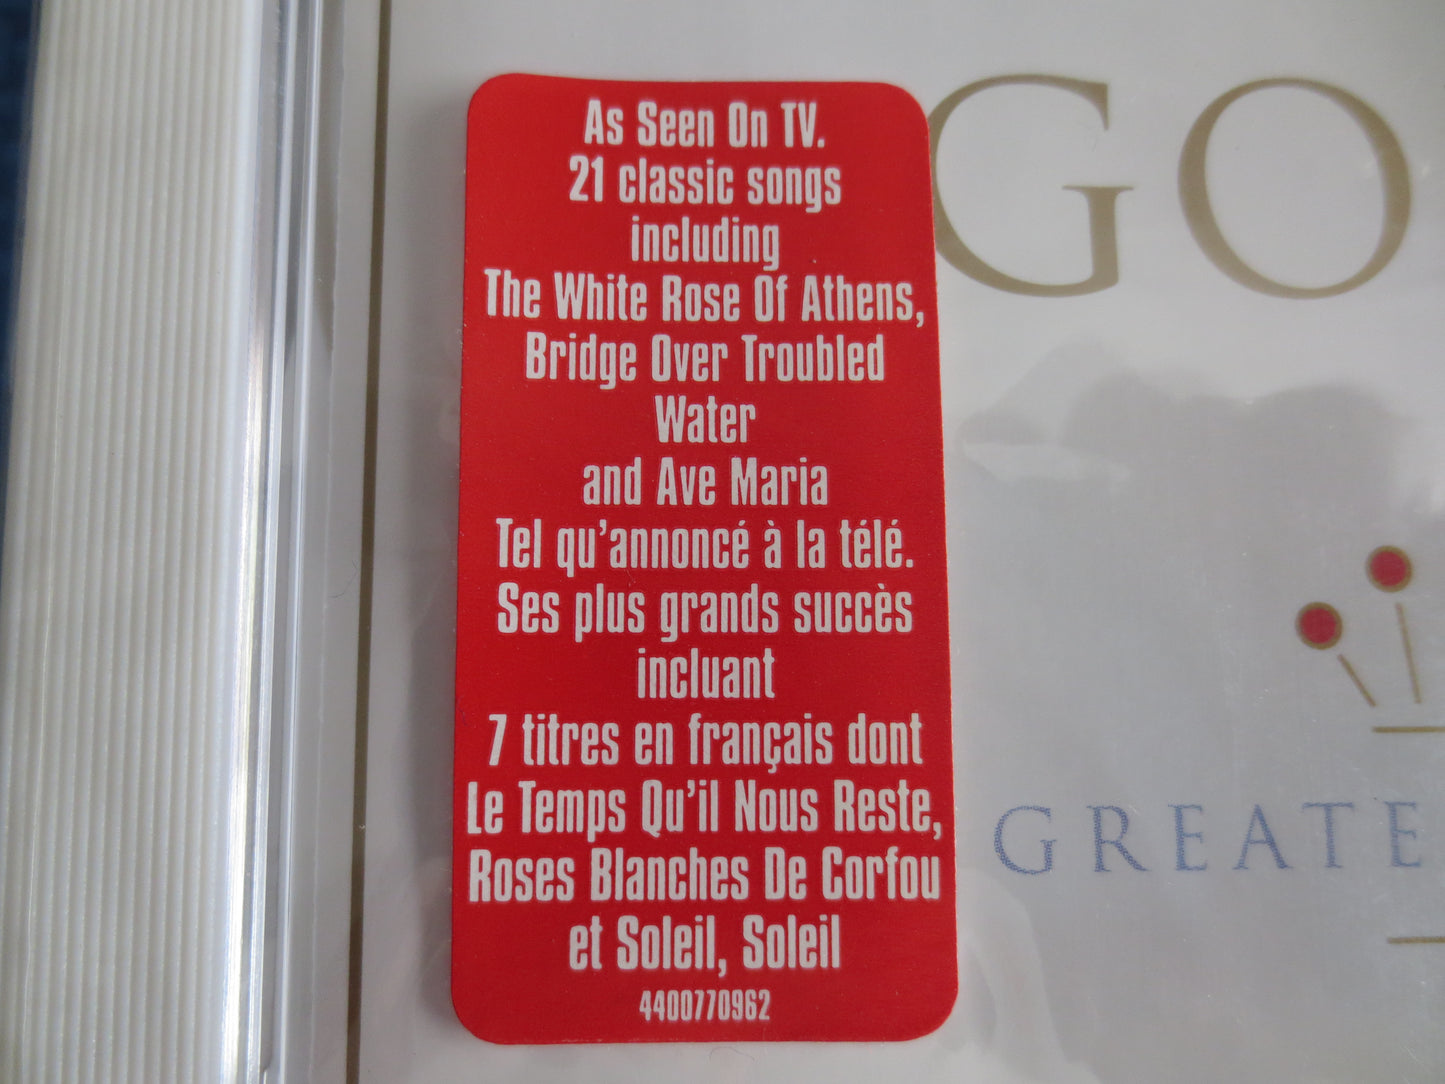 As Seen On TV.
21 classic songs
including
The White Rose Of Athens,
Bridge Over Troubled
Water
and Ave Maria
Tel qu'annoncé à la télé.
Ses plus grands succès
incluant
7 titres en français dont
Le Temps Qu'il Nous Reste,
Roses Blanches De Corfou
et Soleil, Soleil
4400770962
GO
GREATE